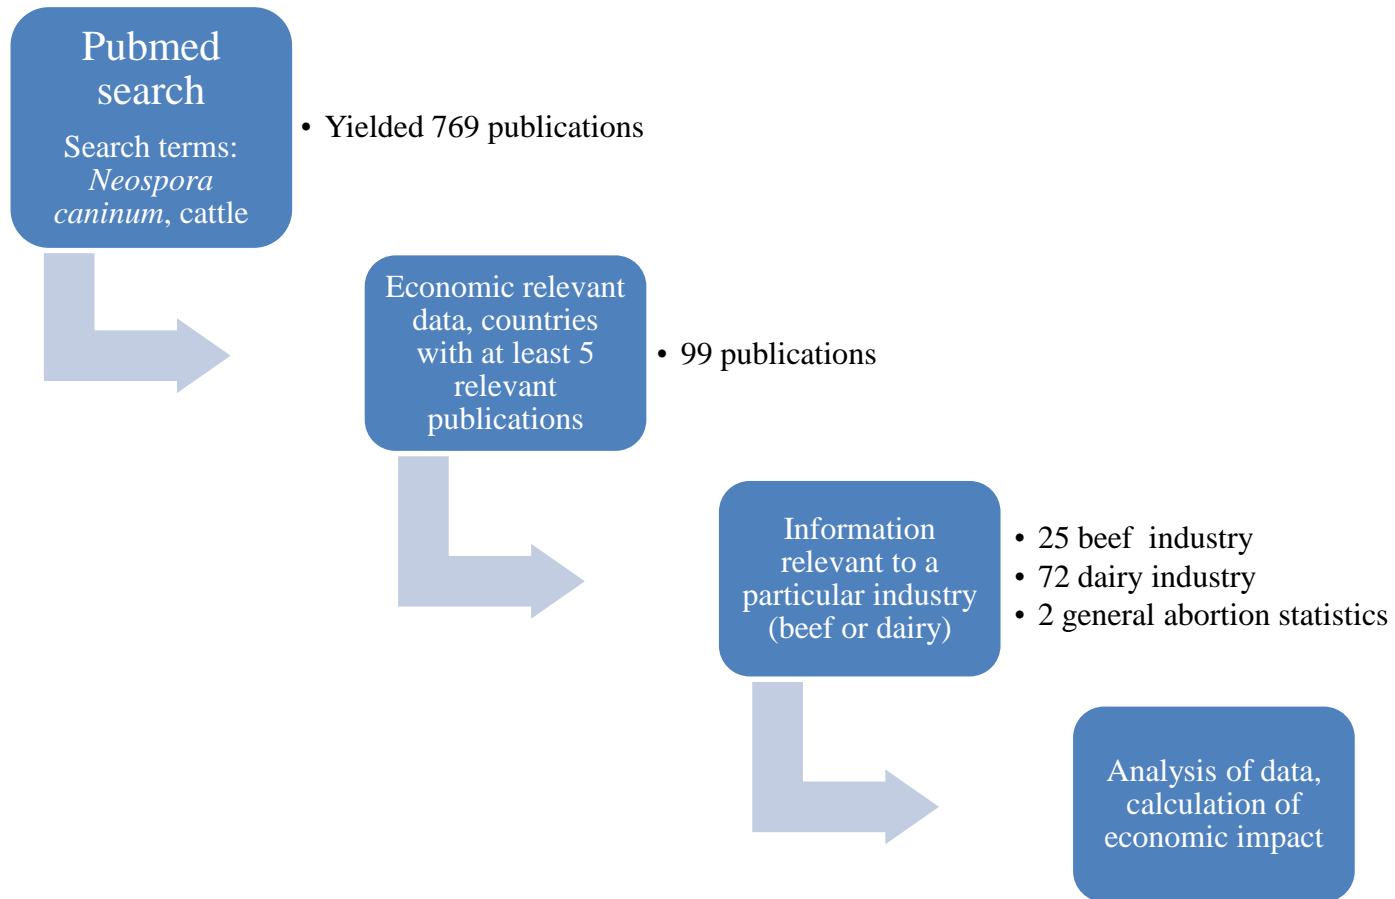 Pubmed
search
Search terms:
Neospora
caninum, cattle
• Yielded 769 publications
Economic relevant
data, countries
with at least 5
relevant
publications
• 99 publications
Information
relevant to a
particular industry
(beef or dairy)
• 25 beef industry
• 72 dairy industry
• 2 general abortion statistics
Analysis of data,
calculation of
economic impact